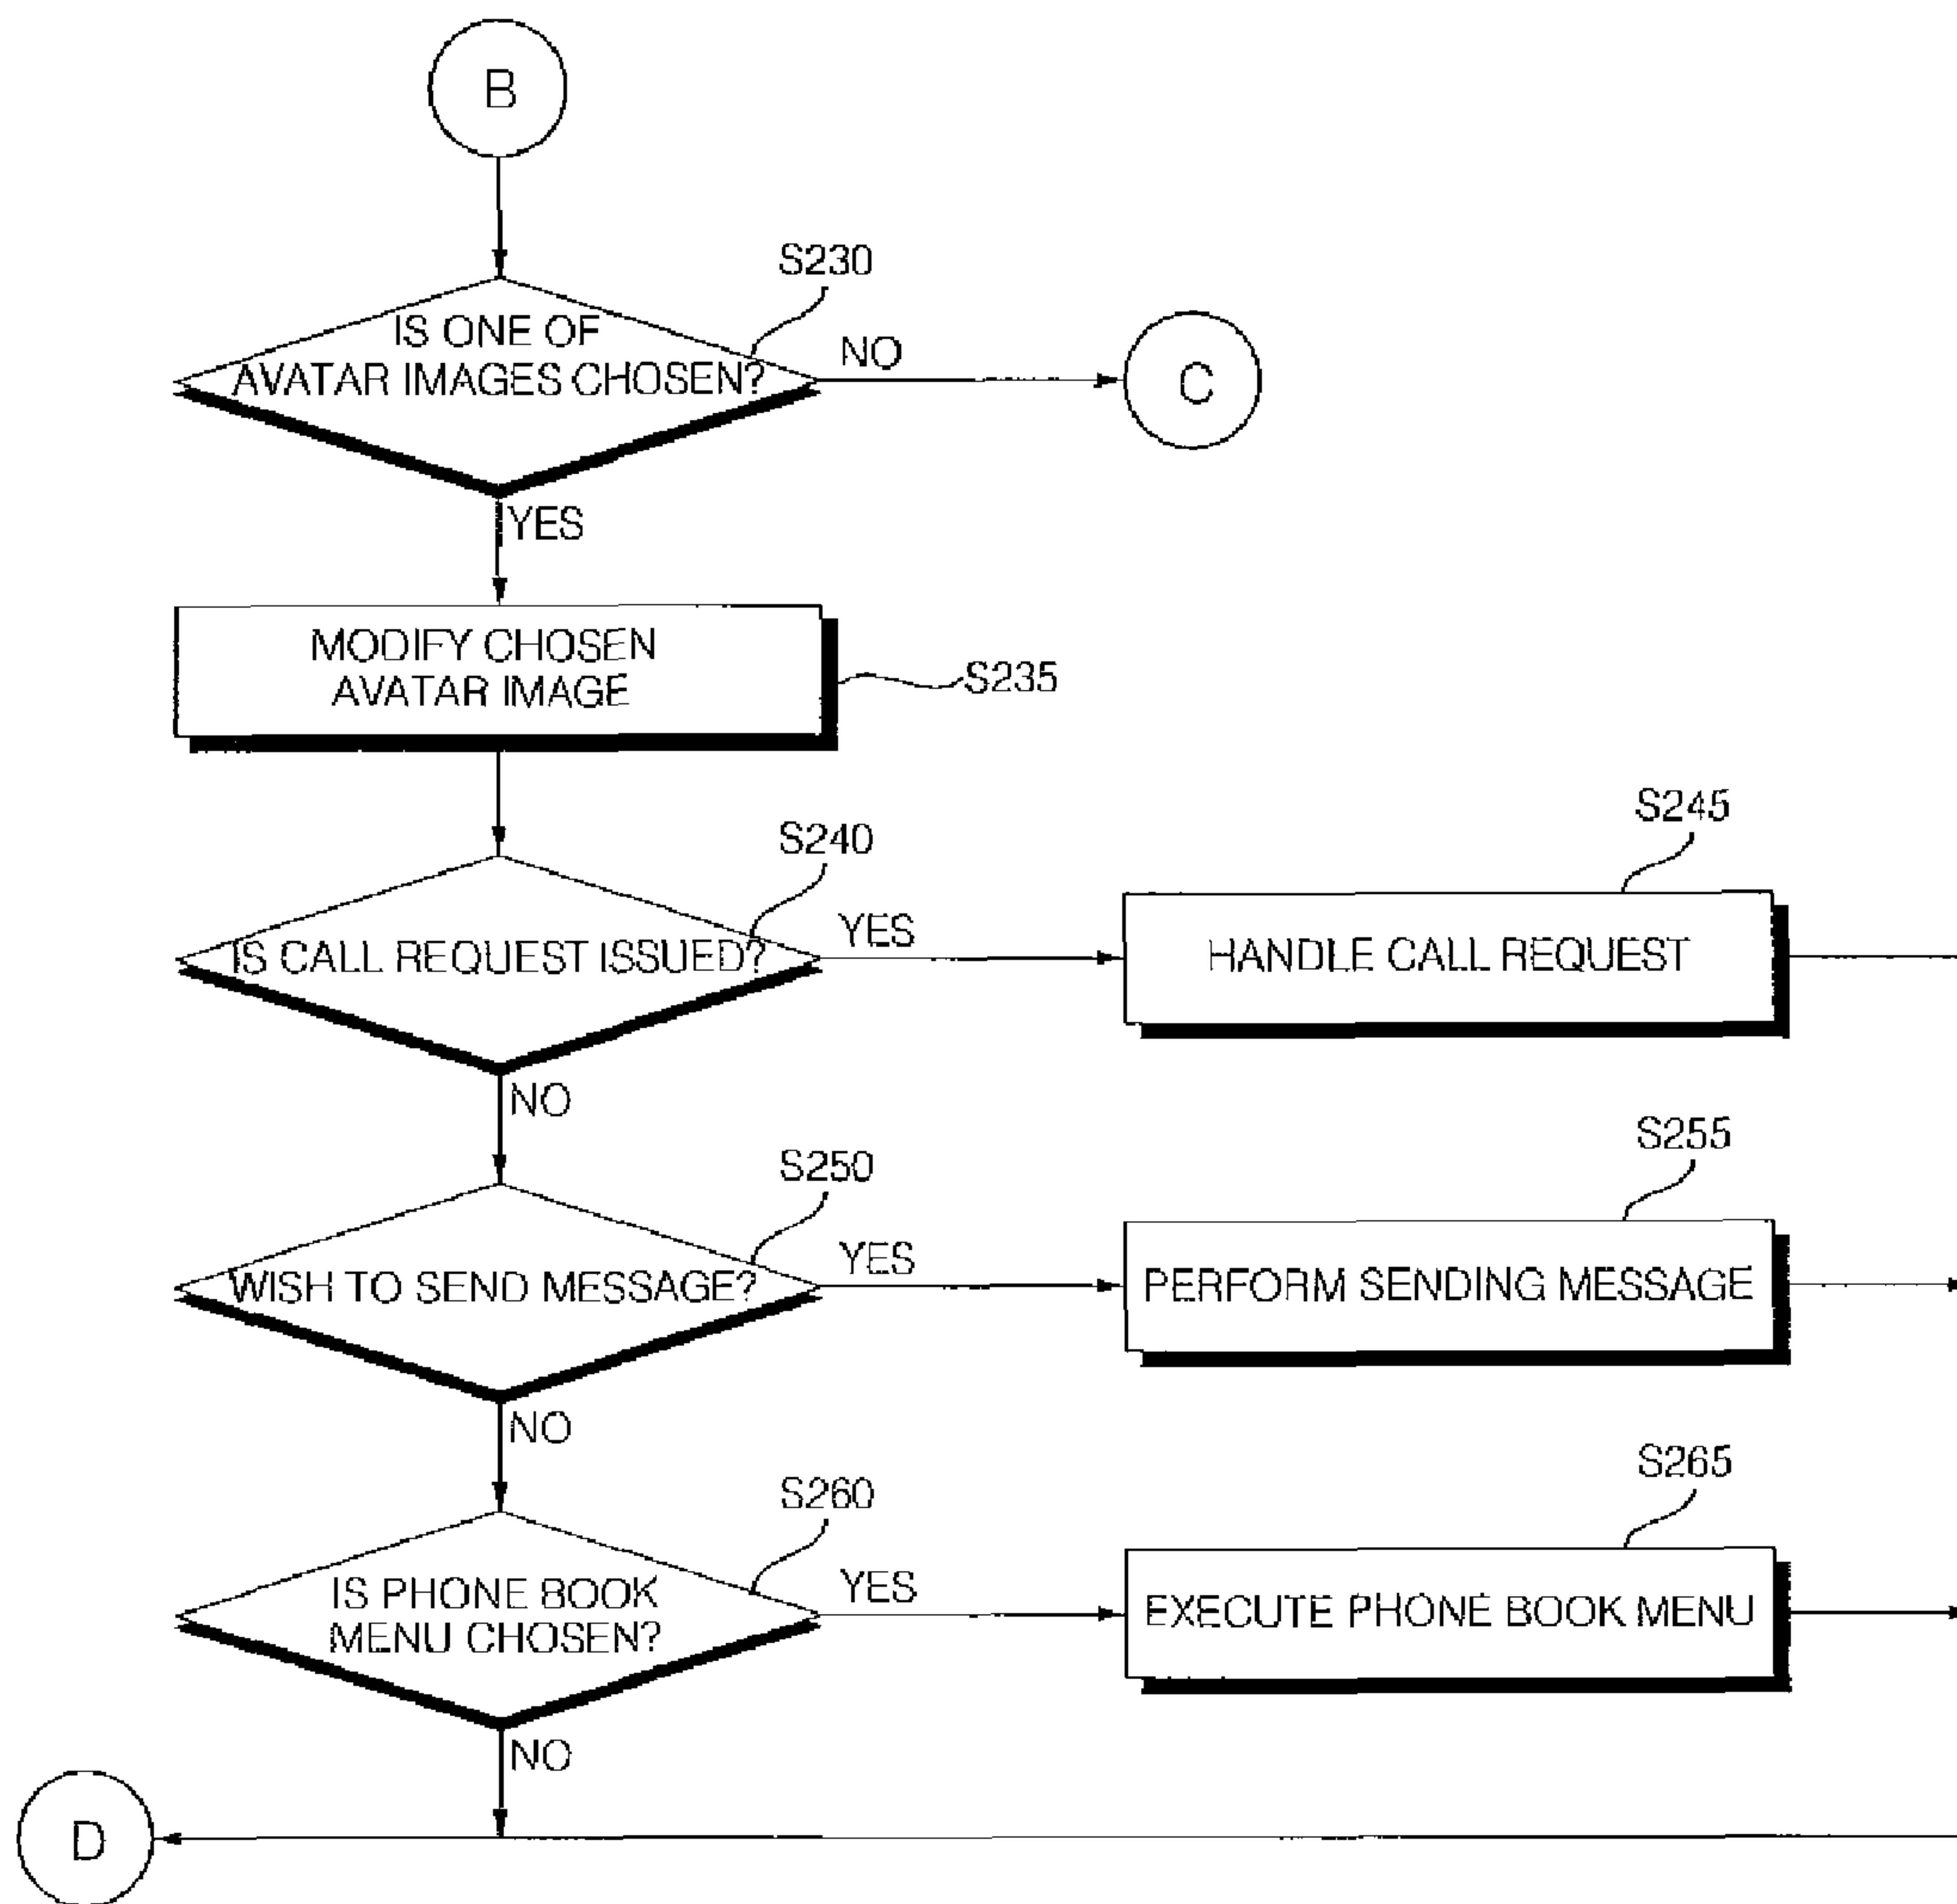 B
S230
IS ONE OF
AVATAR IMAGES CHOSEN?
NO
C
YES
MODIFY CHOSEN
AVATAR IMAGE
S235
S240
S245
IS CALL REQUEST ISSUED?
YES
HANDLE CALL REQUEST
NO
S250
S255
WISH TO SEND MESSAGE?
YES
PERFORM SENDING MESSAGE
NO
S260
S265
IS PHONE BOOK
MENU CHOSEN?
YES
EXECUTE PHONE BOOK MENU
NO
D